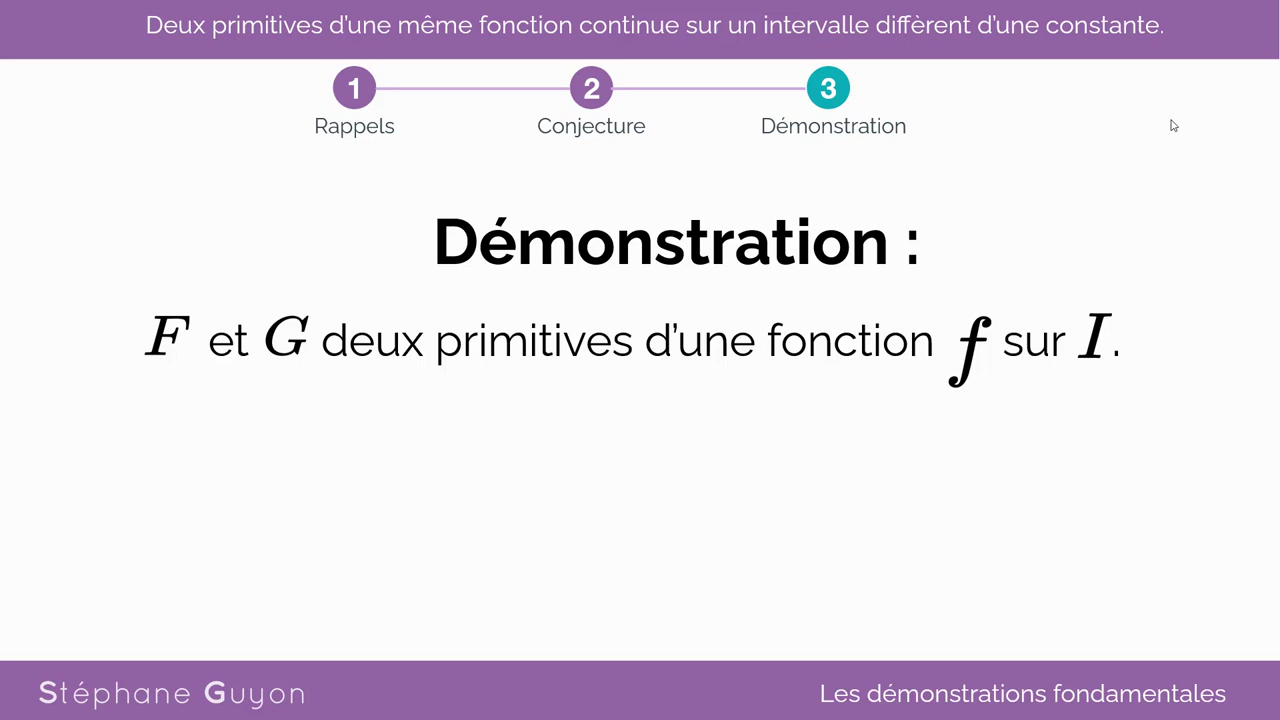 Deux primitives d'une même fonction continue sur un intervalle diffèrent d'une constante.
1 2 3
Rappels Conjecture Démonstration
Démonstration :
F et G deux primitives d'une fonction f sur I.
Stéphane Guyon Les démonstrations fondamentales